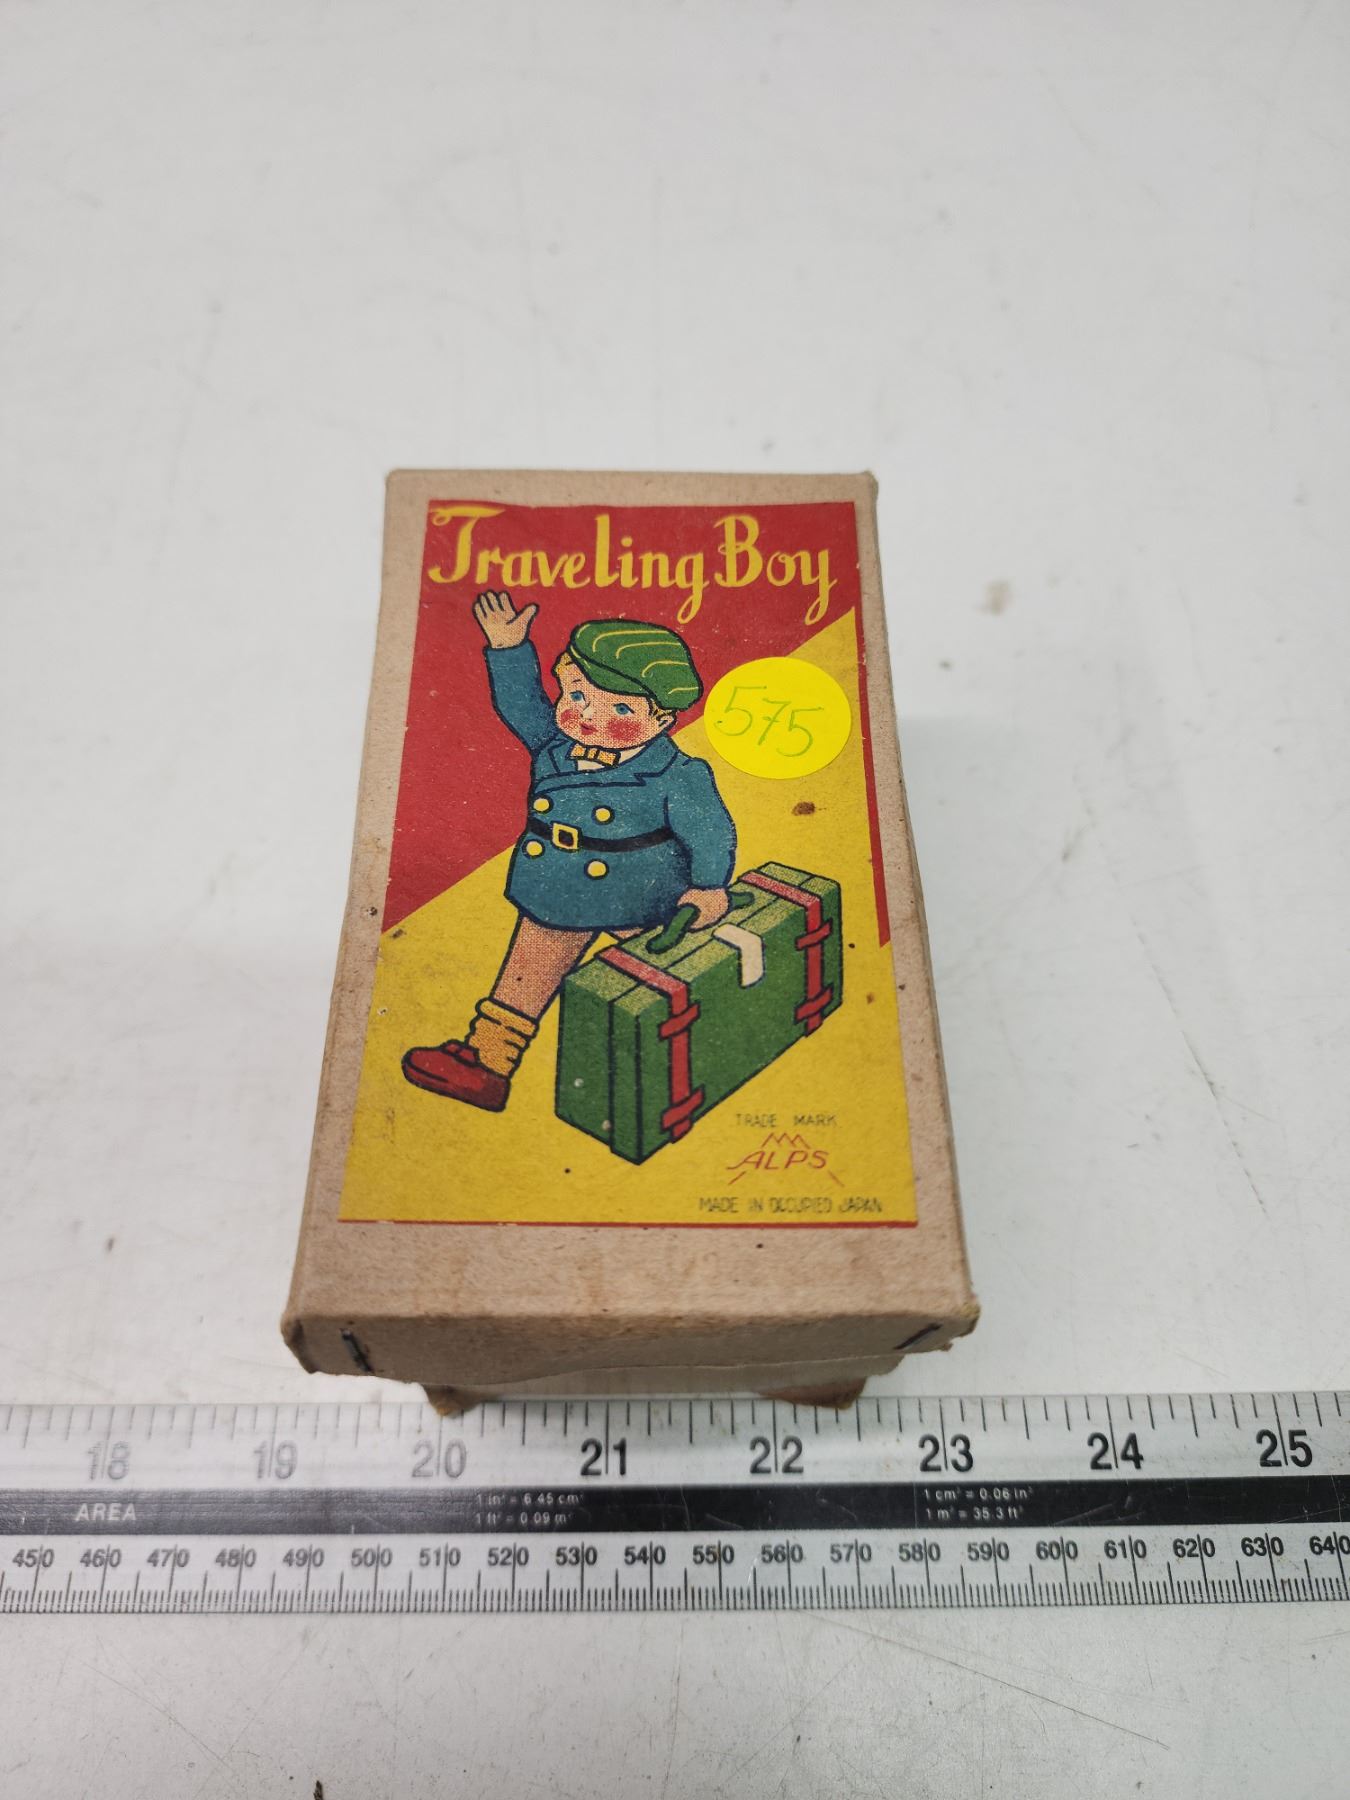 Traveling Boy
575
TRADE MARK
ALPS
MADE IN OCCUPIED JAPAN
18 19 20 21 22 23 24 25
AREA
1 in² = 6.45 cm²
1 ft² = 0.09 m²
1 cm³ = 0.06 in³
1 m³ = 35.3 ft³
450 460 470 480 490 500 510 520 530 540 550 560 570 580 590 600 610 620 630 640